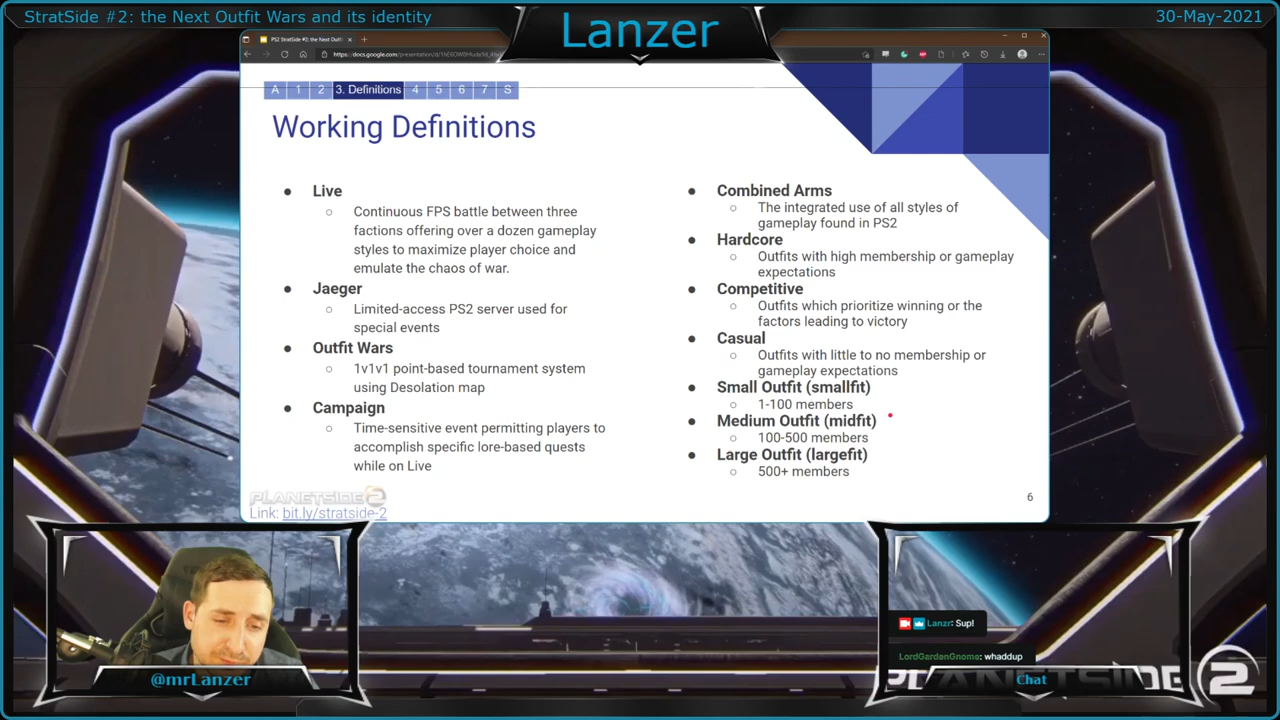 StratSide #2: the Next Outfit Wars and its identity
Lanzer
30-May-2021
PS2 StratSide #2: the Next Outfi
A 1 2 3. Definitions 4 5 6 7 S
Working Definitions
Live
Continuous FPS battle between three
factions offering over a dozen gameplay
styles to maximize player choice and
emulate the chaos of war.
Jaeger
Limited-access PS2 server used for
special events
Outfit Wars
1v1v1 point-based tournament system
using Desolation map
Campaign
Time-sensitive event permitting players to
accomplish specific lore-based quests
while on Live
Combined Arms
The integrated use of all styles of
gameplay found in PS2
Hardcore
Outfits with high membership or gameplay
expectations
Competitive
Outfits which prioritize winning or the
factors leading to victory
Casual
Outfits with little to no membership or
gameplay expectations
Small Outfit (smallfit)
1-100 members
Medium Outfit (midfit)
100-500 members
Large Outfit (largefit)
500+ members
PLANETSIDE 2
Link: bit.ly/stratside-2
6
Lanzr: Sup!
LordGardenGnome: whaddup
@mrLanzer
Chat
PLANETSIDE 2